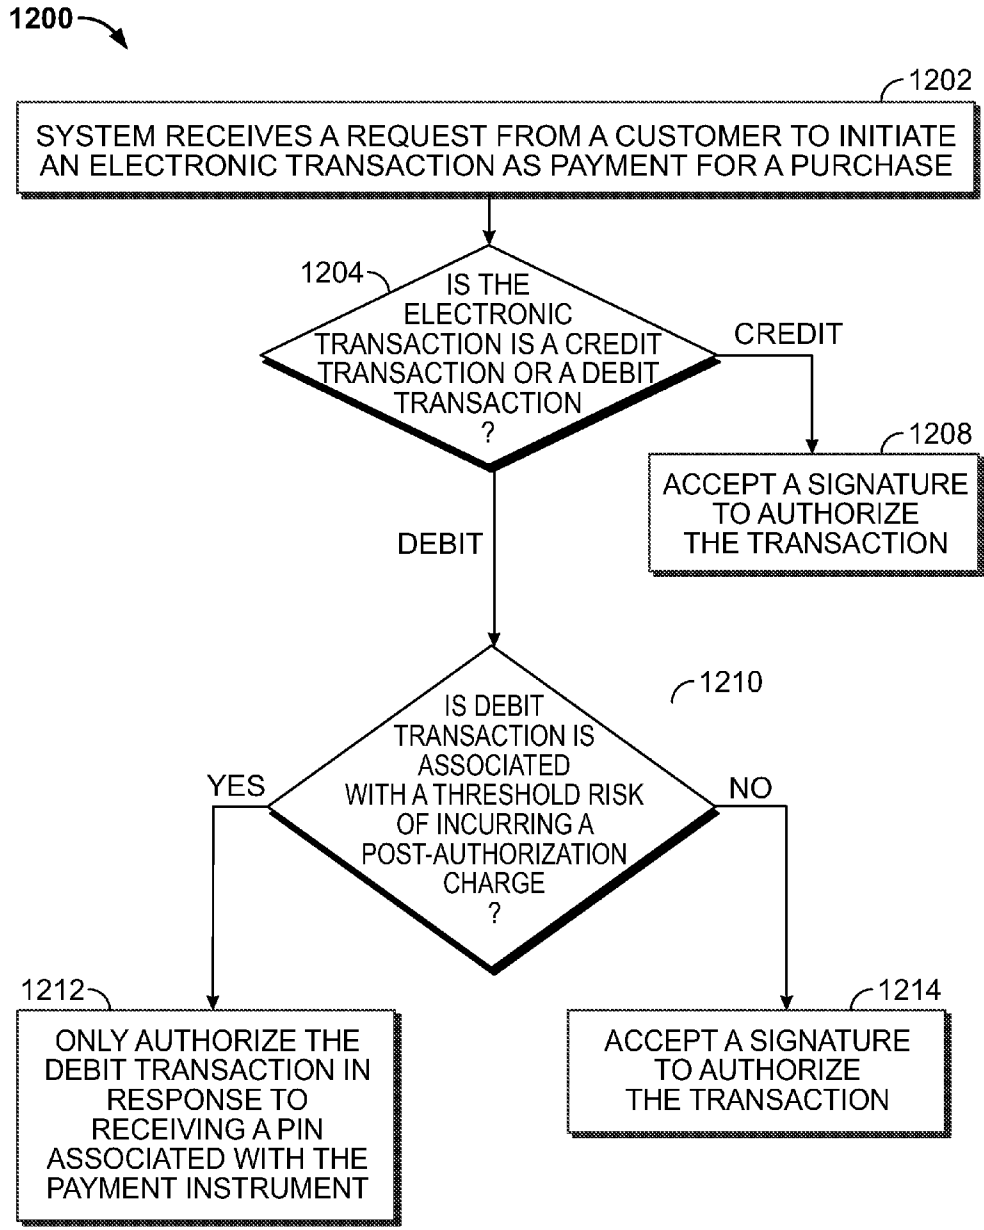 1200
1202
SYSTEM RECEIVES A REQUEST FROM A CUSTOMER TO INITIATE
AN ELECTRONIC TRANSACTION AS PAYMENT FOR A PURCHASE
1204
IS THE
ELECTRONIC
TRANSACTION IS A CREDIT
TRANSACTION OR A DEBIT
TRANSACTION
?
CREDIT
1208
ACCEPT A SIGNATURE
TO AUTHORIZE
THE TRANSACTION
DEBIT
1210
IS DEBIT
TRANSACTION IS
ASSOCIATED
WITH A THRESHOLD RISK
OF INCURRING A
POST-AUTHORIZATION
CHARGE
?
YES
NO
1212
ONLY AUTHORIZE THE
DEBIT TRANSACTION IN
RESPONSE TO
RECEIVING A PIN
ASSOCIATED WITH THE
PAYMENT INSTRUMENT
1214
ACCEPT A SIGNATURE
TO AUTHORIZE
THE TRANSACTION